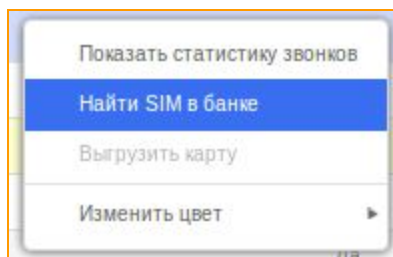 Показать статистику звонков
Найти SIM в банке
Выгрузить карту
Изменить цвет